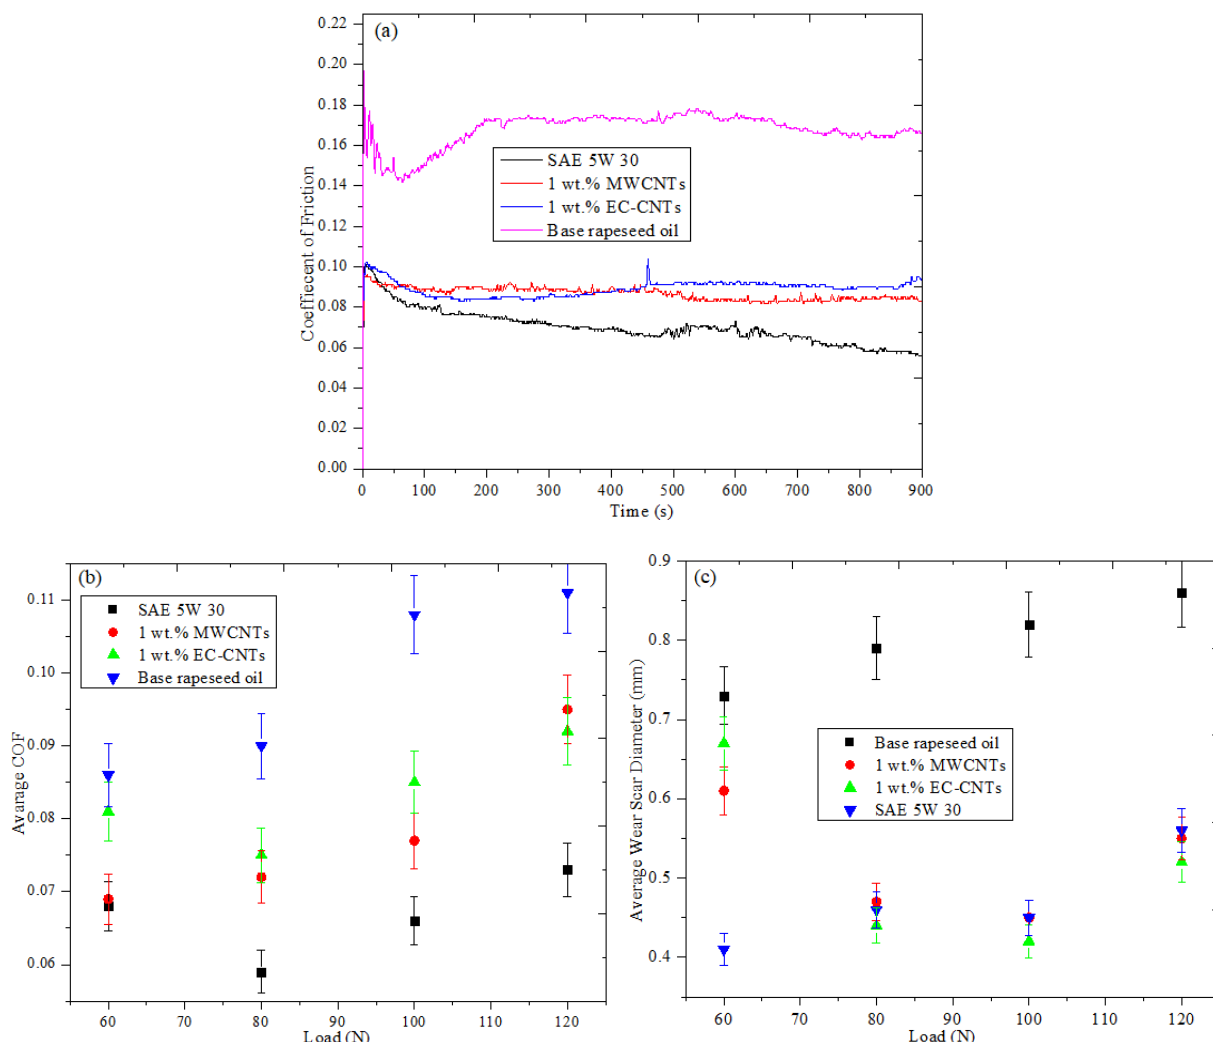 (a)
0.22
0.20
0.18
0.16
0.14
0.12
0.10
0.08
0.06
0.04
0.02
0.00
Coeffiecent of Friction
SAE 5W 30
1 wt.% MWCNTs
1 wt.% EC-CNTs
Base rapeseed oil
0 100 200 300 400 500 600 700 800 900
Time (s)
(b)
0.11
0.10
0.09
0.08
0.07
0.06
Avarage COF
SAE 5W 30
1 wt.% MWCNTs
1 wt.% EC-CNTs
Base rapeseed oil
60 70 80 90 100 110 120
Load (N)
(c)
0.9
0.8
0.7
0.6
0.5
0.4
Average Wear Scar Diameter (mm)
Base rapeseed oil
1 wt.% MWCNTs
1 wt.% EC-CNTs
SAE 5W 30
60 70 80 90 100 110 120
Load (N)